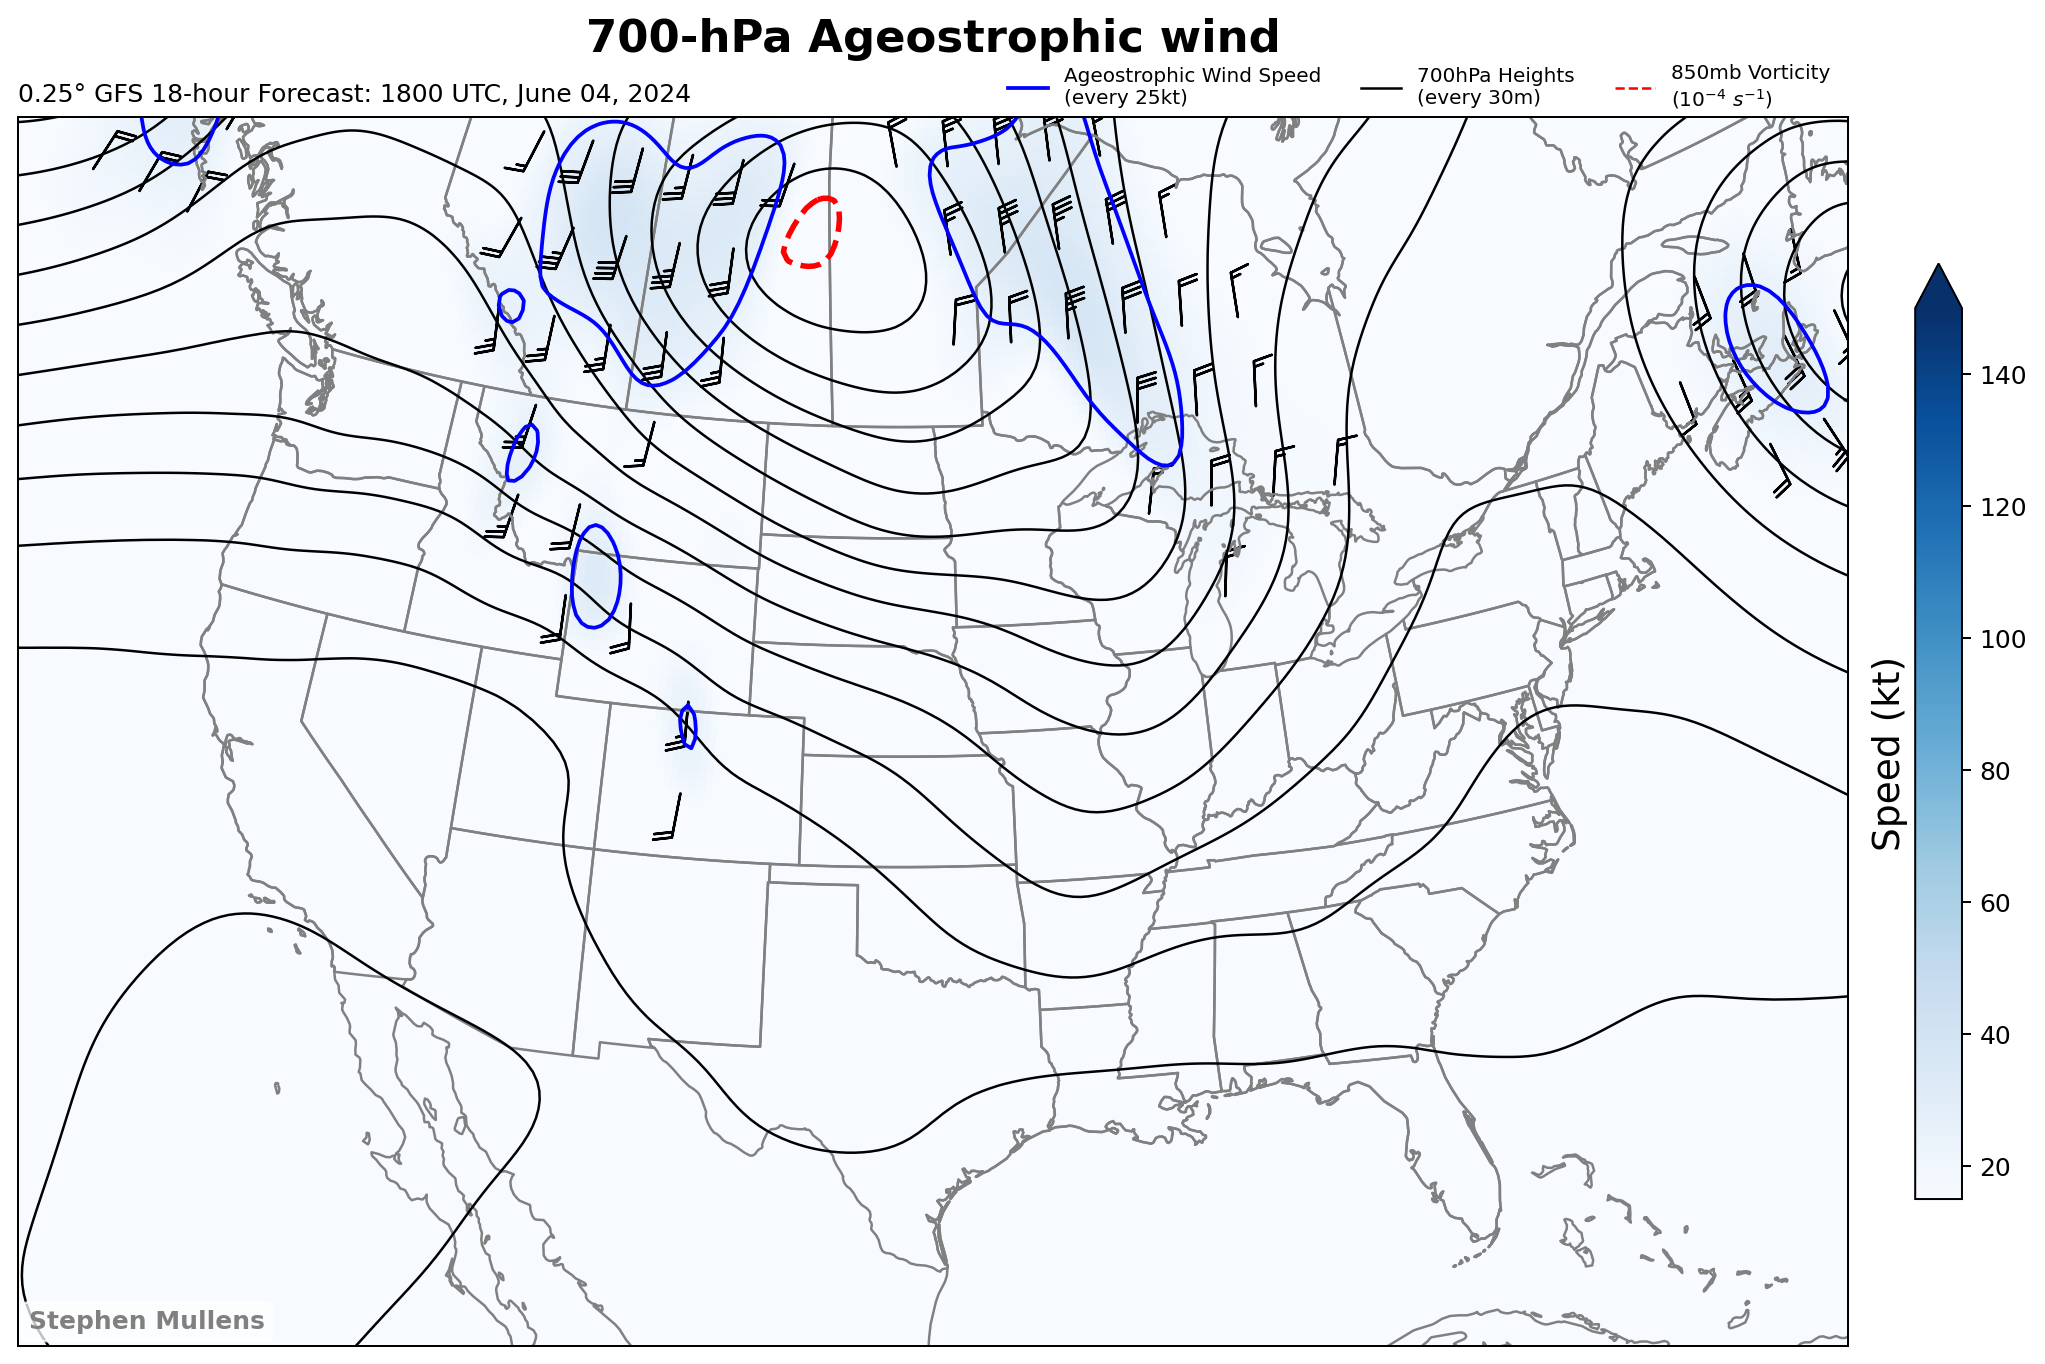 700-hPa Ageostrophic wind
0.25° GFS 18-hour Forecast: 1800 UTC, June 04, 2024
Ageostrophic Wind Speed
(every 25kt)
700hPa Heights
(every 30m)
850mb Vorticity
(10⁻⁴ s⁻¹)
140
120
100
80
60
40
20
Speed (kt)
Stephen Mullens